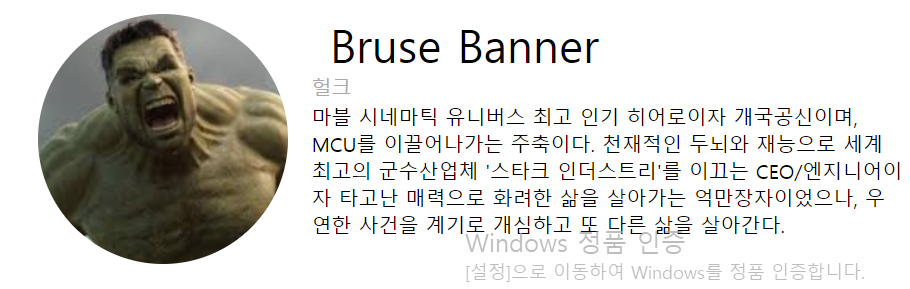 Bruse Banner
헐크
마블 시네마틱 유니버스 최고 인기 히어로이자 개국공신이며,
MCU를 이끌어나가는 주축이다. 천재적인 두뇌와 재능으로 세계
최고의 군수산업체 '스타크 인더스트리'를 이끄는 CEO/엔지니어이
자 타고난 매력으로 화려한 삶을 살아가는 억만장자이었으나, 우
연한 사건을 계기로 개심하고 또 다른 삶을 살아간다.
Windows 정품 인증
[설정]으로 이동하여 Windows를 정품 인증합니다.